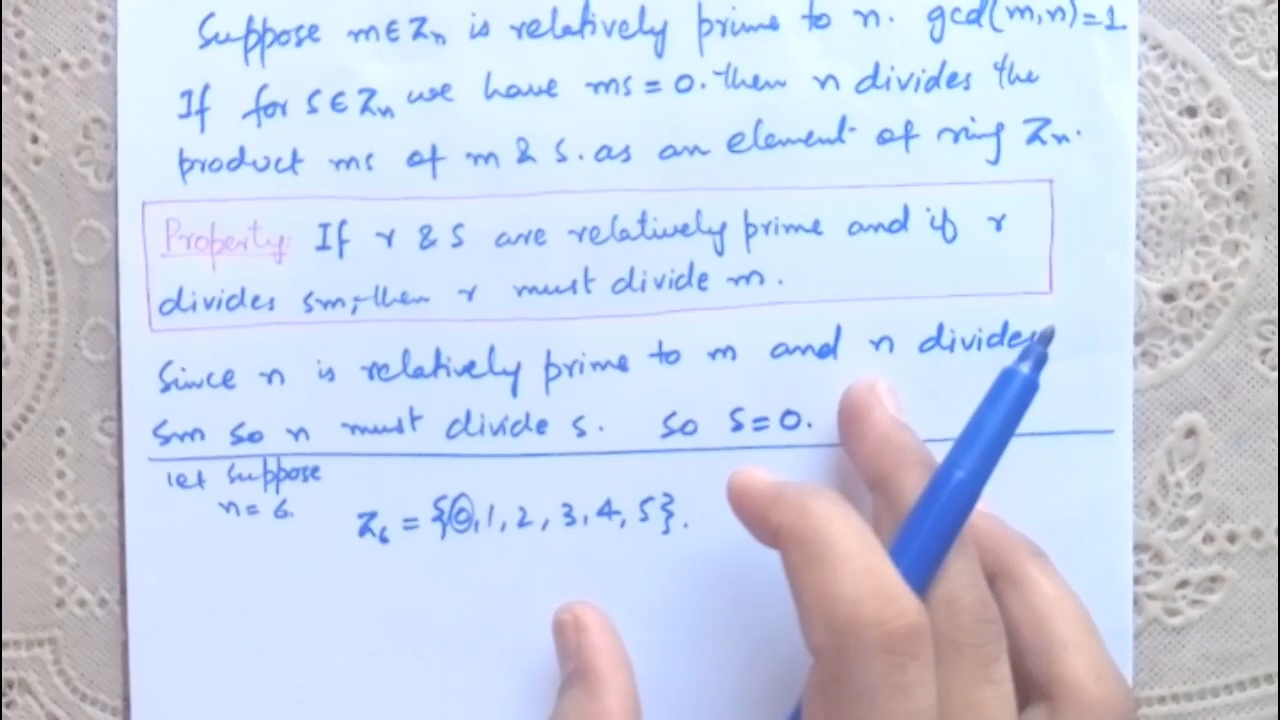 Suppose m∈Zn is relatively prime to n. gcd(m,n)=1
If for s∈Zn we have ms=0. then n divides the
product ms of m & s. as an element of ring Zn.
Property: If r & s are relatively prime and if r
divides sm, then r must divide m.
Since n is relatively prime to m and n divides
sm so n must divide s. so s=0.
let suppose
n=6.
Z6 = {0,1,2,3,4,5}.